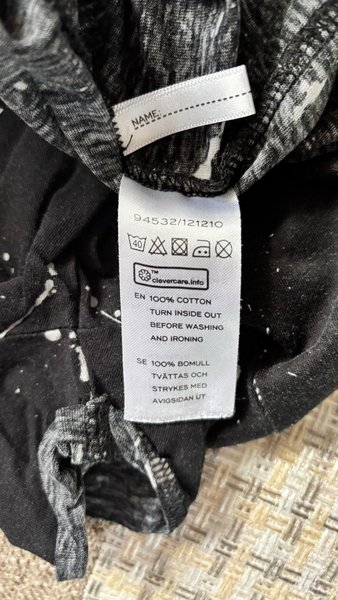 NAME:
94532/121210
40
™
clevercare.info
EN 100% COTTON
TURN INSIDE OUT
BEFORE WASHING
AND IRONING
SE 100% BOMULL
TVÄTTAS OCH
STRYKES MED
AVIGSIDAN UT